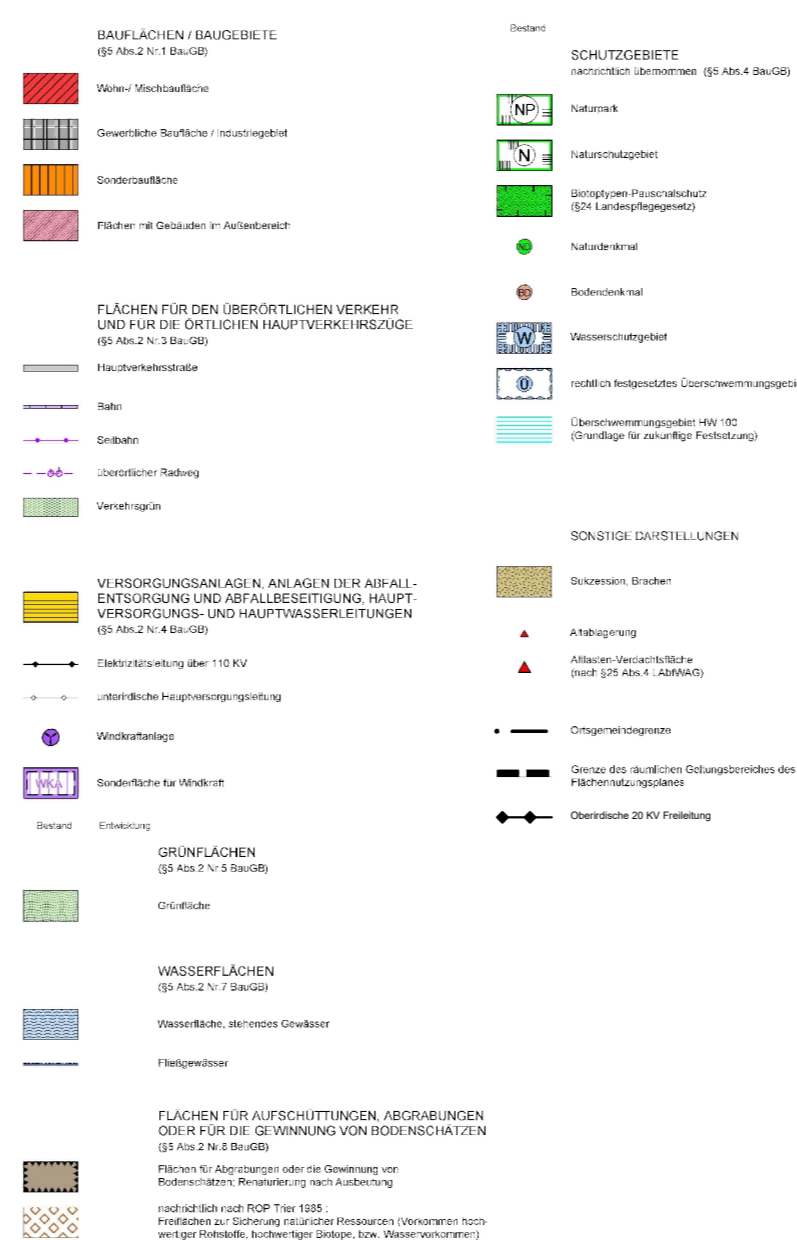 BAUFLÄCHEN / BAUGEBIETE
(§5 Abs.2 Nr.1 BauGB)
Wohn-/ Mischbaufläche
Gewerbliche Baufläche / Industriegebiet
Sonderbaufläche
Flächen mit Gebäuden im Außenbereich
FLÄCHEN FÜR DEN ÜBERÖRTLICHEN VERKEHR
UND FÜR DIE ÖRTLICHEN HAUPTVERKEHRSZÜGE
(§5 Abs.2 Nr.3 BauGB)
Hauptverkehrsstraße
Bahn
Seilbahn
überörtlicher Radweg
Verkehrsgrün
VERSORGUNGSANLAGEN, ANLAGEN DER ABFALL-
ENTSORGUNG UND ABFALLBESEITIGUNG, HAUPT-
VERSORGUNGS- UND HAUPTWASSERLEITUNGEN
(§5 Abs.2 Nr.4 BauGB)
Elektrizitätsleitung über 110 KV
unterirdische Hauptversorgungsleitung
Windkraftanlage
WKA
Sonderfläche für Windkraft
Bestand Entwicklung
GRÜNFLÄCHEN
(§5 Abs.2 Nr.5 BauGB)
Grünfläche
WASSERFLÄCHEN
(§5 Abs.2 Nr.7 BauGB)
Wasserfläche, stehendes Gewässer
Fließgewässer
FLÄCHEN FÜR AUFSCHÜTTUNGEN, ABGRABUNGEN
ODER FÜR DIE GEWINNUNG VON BODENSCHÄTZEN
(§5 Abs.2 Nr.8 BauGB)
Flächen für Abgrabungen oder die Gewinnung von
Bodenschätzen; Renaturierung nach Ausbeutung
nachrichtlich nach ROP Trier 1985 :
Freiflächen zur Sicherung natürlicher Ressourcen (Vorkommen hoch-
wertiger Rohstoffe, hochwertiger Biotope, bzw. Wasservorkommen)
Bestand
SCHUTZGEBIETE
nachrichtlich übernommen (§5 Abs.4 BauGB)
NP
Naturpark
N
Naturschutzgebiet
Biotoptypen-Pauschalschutz
(§24 Landespflegegesetz)
ND
Naturdenkmal
BD
Bodendenkmal
W
Wasserschutzgebiet
Ü
rechtlich festgesetztes Überschwemmungsgebi
Überschwemmungsgebiet HW 100
(Grundlage für zukünftige Festsetzung)
SONSTIGE DARSTELLUNGEN
Sukzession, Brachen
Altablagerung
Altlasten-Verdachtsfläche
(nach §25 Abs.4 LAbfWAG)
Ortsgemeindegrenze
Grenze des räumlichen Geltungsbereiches des
Flächennutzungsplanes
Oberirdische 20 KV Freileitung